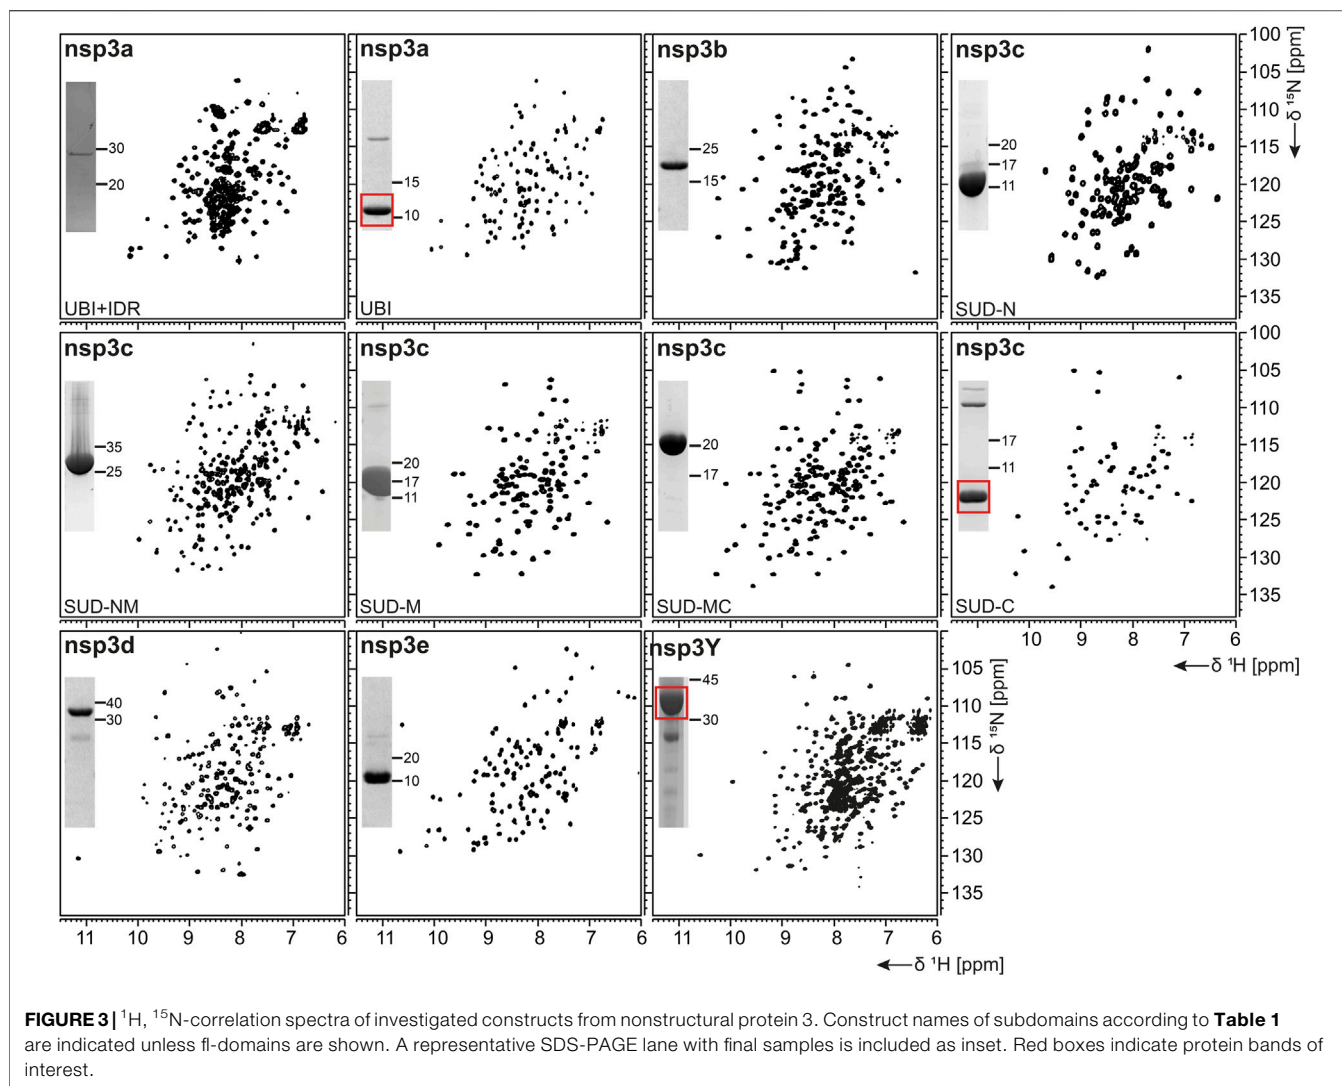 nsp3a
30
20
UBI+IDR
nsp3a
15
10
UBI
nsp3b
25
15
nsp3c
20
17
11
SUD-N
100
105
110
115
120
125
130
135
δ ¹⁵N [ppm]
nsp3c
35
25
SUD-NM
nsp3c
20
17
11
SUD-M
nsp3c
20
17
SUD-MC
nsp3c
17
11
SUD-C
100
105
110
115
120
125
130
135
10 9 8 7 6
δ ¹H [ppm]
nsp3d
40
30
nsp3e
20
10
nsp3Y
45
30
105
110
115
120
125
130
135
δ ¹⁵N [ppm]
11 10 9 8 7 6
11 10 9 8 7 6
11 10 9 8 7 6
δ ¹H [ppm]
FIGURE 3 | ¹H, ¹⁵N-correlation spectra of investigated constructs from nonstructural protein 3. Construct names of subdomains according to Table 1
are indicated unless fl-domains are shown. A representative SDS-PAGE lane with final samples is included as inset. Red boxes indicate protein bands of
interest.